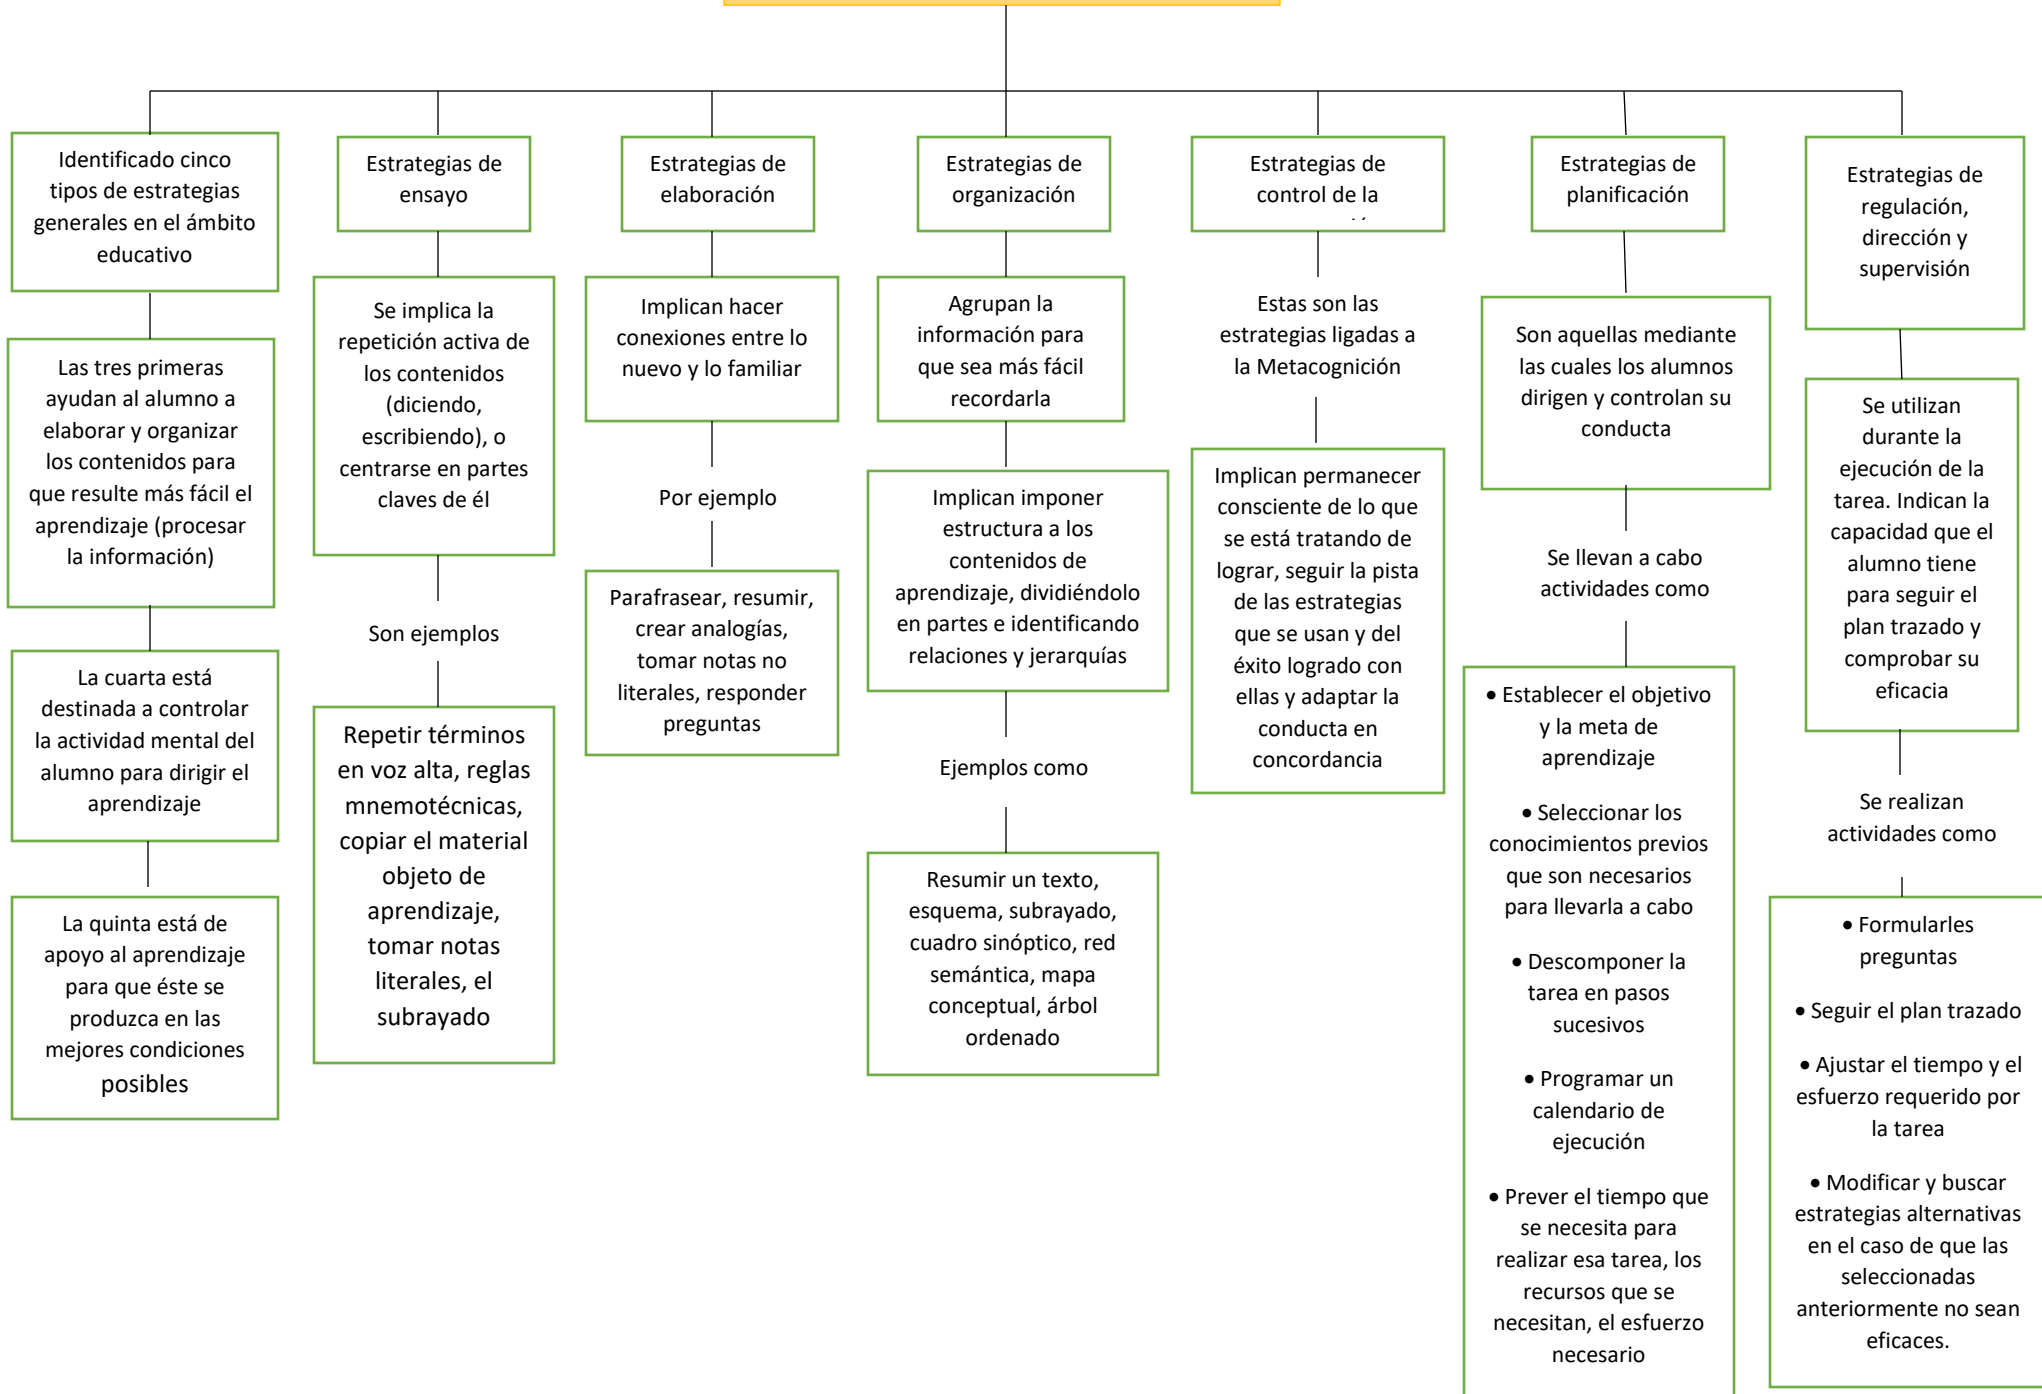 Identificado cinco
tipos de estrategias
generales en el ámbito
educativo
Las tres primeras
ayudan al alumno a
elaborar y organizar
los contenidos para
que resulte más fácil el
aprendizaje (procesar
la información)
La cuarta está
destinada a controlar
la actividad mental del
alumno para dirigir el
aprendizaje
La quinta está de
apoyo al aprendizaje
para que éste se
produzca en las
mejores condiciones
posibles
Estrategias de
ensayo
Se implica la
repetición activa de
los contenidos
(diciendo,
escribiendo), o
centrarse en partes
claves de él
Son ejemplos
Repetir términos
en voz alta, reglas
mnemotécnicas,
copiar el material
objeto de
aprendizaje,
tomar notas
literales, el
subrayado
Estrategias de
elaboración
Implican hacer
conexiones entre lo
nuevo y lo familiar
Por ejemplo
Parafrasear, resumir,
crear analogías,
tomar notas no
literales, responder
preguntas
Estrategias de
organización
Agrupan la
información para
que sea más fácil
recordarla
Implican imponer
estructura a los
contenidos de
aprendizaje, dividiéndolo
en partes e identificando
relaciones y jerarquías
Ejemplos como
Resumir un texto,
esquema, subrayado,
cuadro sinóptico, red
semántica, mapa
conceptual, árbol
ordenado
Estrategias de
control de la
Estas son las
estrategias ligadas a
la Metacognición
Implican permanecer
consciente de lo que
se está tratando de
lograr, seguir la pista
de las estrategias
que se usan y del
éxito logrado con
ellas y adaptar la
conducta en
concordancia
Estrategias de
planificación
Son aquellas mediante
las cuales los alumnos
dirigen y controlan su
conducta
Se llevan a cabo
actividades como
• Establecer el objetivo
y la meta de
aprendizaje
• Seleccionar los
conocimientos previos
que son necesarios
para llevarla a cabo
• Descomponer la
tarea en pasos
sucesivos
• Programar un
calendario de
ejecución
• Prever el tiempo que
se necesita para
realizar esa tarea, los
recursos que se
necesitan, el esfuerzo
necesario
Estrategias de
regulación,
dirección y
supervisión
Se utilizan
durante la
ejecución de la
tarea. Indican la
capacidad que el
alumno tiene
para seguir el
plan trazado y
comprobar su
eficacia
Se realizan
actividades como
• Formularles
preguntas
• Seguir el plan trazado
• Ajustar el tiempo y el
esfuerzo requerido por
la tarea
• Modificar y buscar
estrategias alternativas
en el caso de que las
seleccionadas
anteriormente no sean
eficaces.